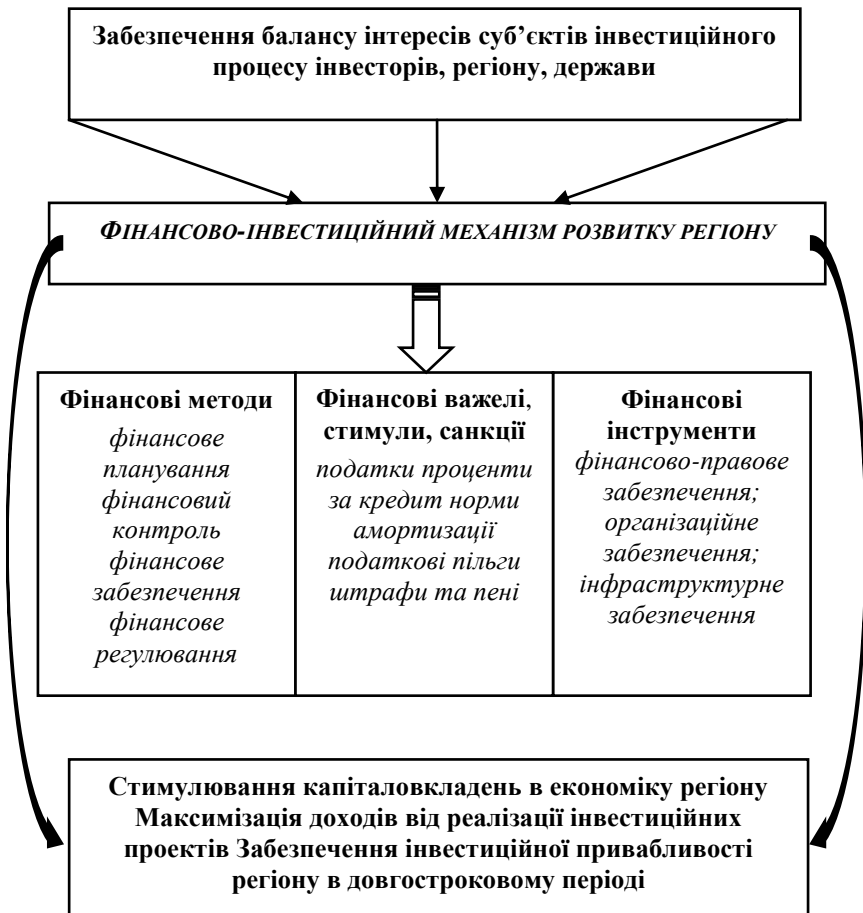 Забезпечення балансу інтересів суб’єктів інвестиційного
процесу інвесторів, регіону, держави
ФІНАНСОВО-ІНВЕСТИЦІЙНИЙ МЕХАНІЗМ РОЗВИТКУ РЕГІОНУ
Фінансові методи
фінансове
планування
фінансовий
контроль
фінансове
забезпечення
фінансове
регулювання
Фінансові важелі,
стимули, санкції
податки проценти
за кредит норми
амортизації
податкові пільги
штрафи та пені
Фінансові
інструменти
фінансово-правове
забезпечення;
організаційне
забезпечення;
інфраструктурне
забезпечення
Стимулювання капіталовкладень в економіку регіону
Максимізація доходів від реалізації інвестиційних
проектів Забезпечення інвестиційної привабливості
регіону в довгостроковому періоді